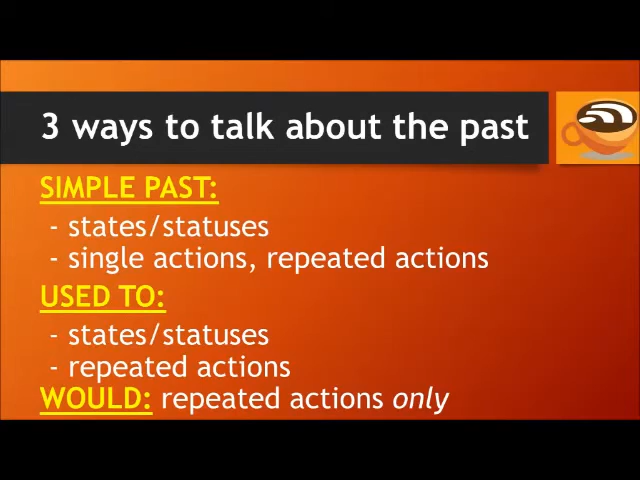 3 ways to talk about the past
SIMPLE PAST:
- states/statuses
- single actions, repeated actions
USED TO:
- states/statuses
- repeated actions
WOULD: repeated actions only